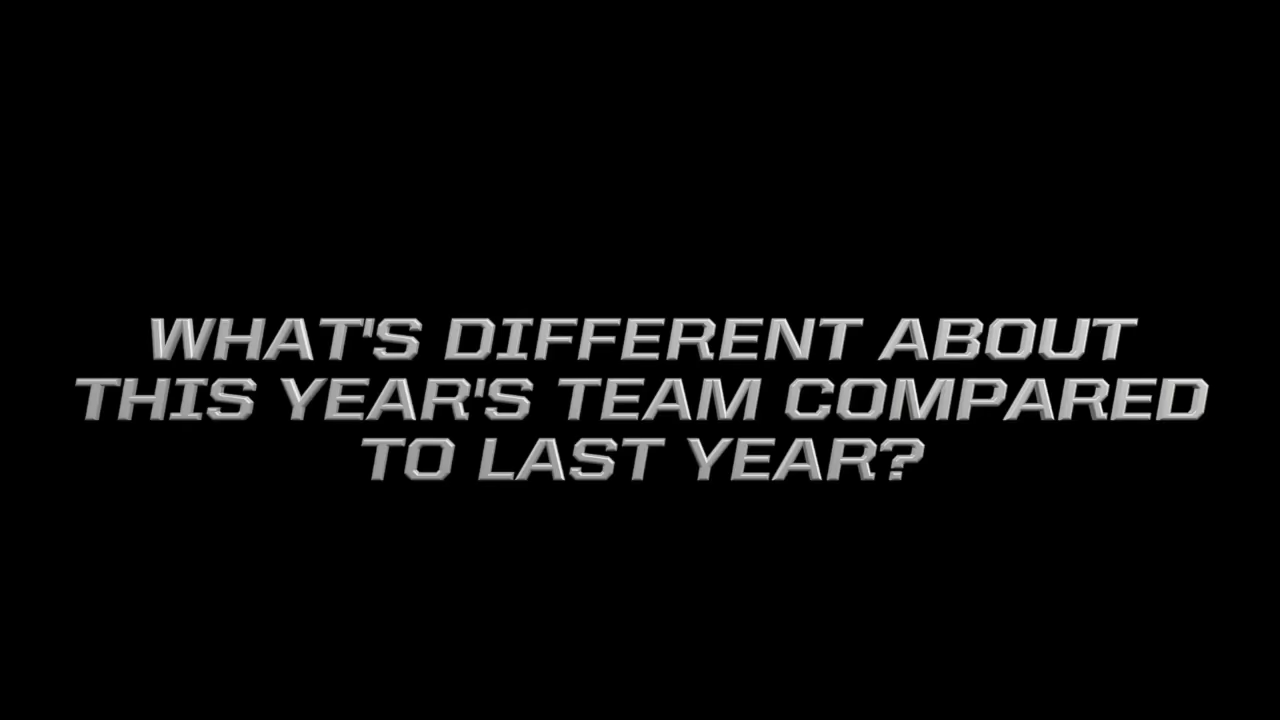 WHAT'S DIFFERENT ABOUT
THIS YEAR'S TEAM COMPARED
TO LAST YEAR?